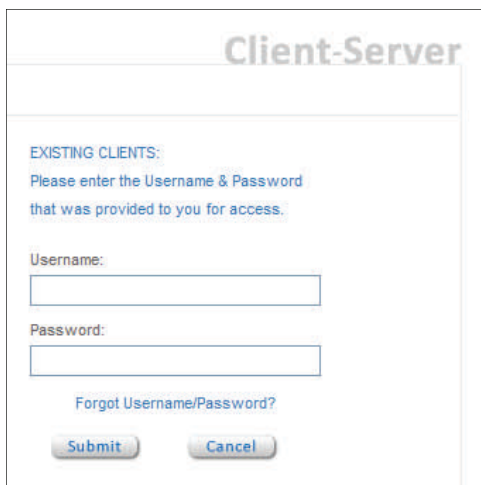 Client-Server
EXISTING CLIENTS:
Please enter the Username & Password
that was provided to you for access.
Username:
Password:
Forgot Username/Password?
Submit Cancel